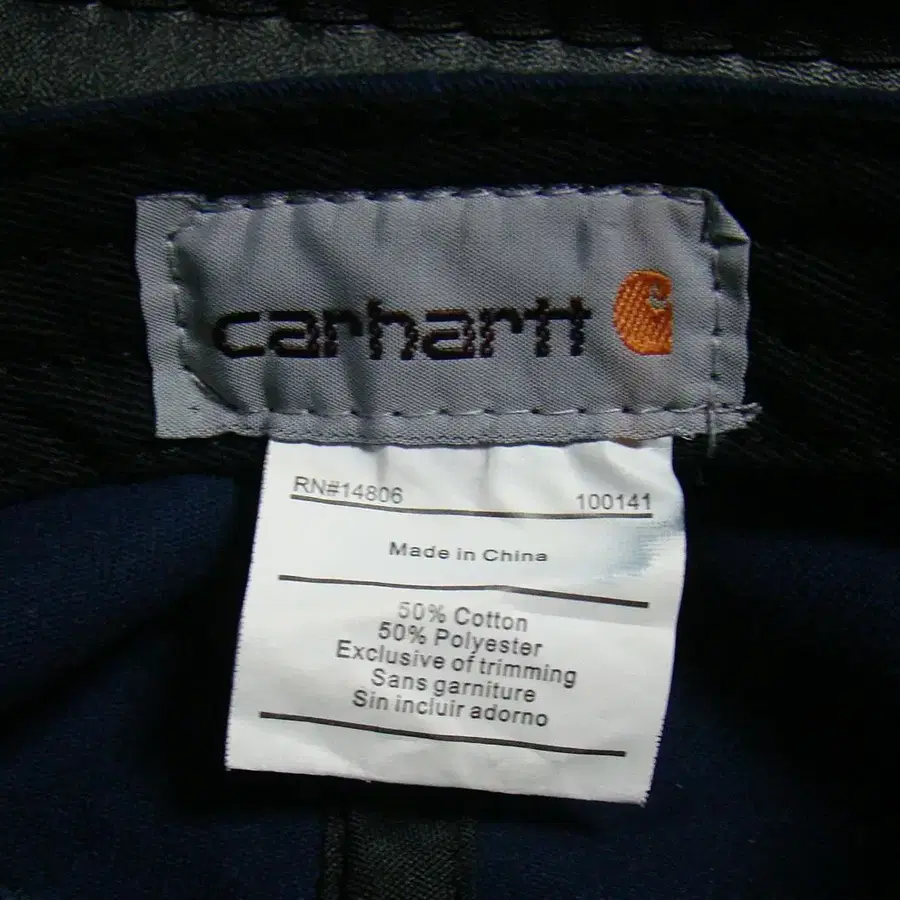 carhartt
RN#14806 100141
Made in China
50% Cotton
50% Polyester
Exclusive of trimming
Sans garniture
Sin incluir adorno